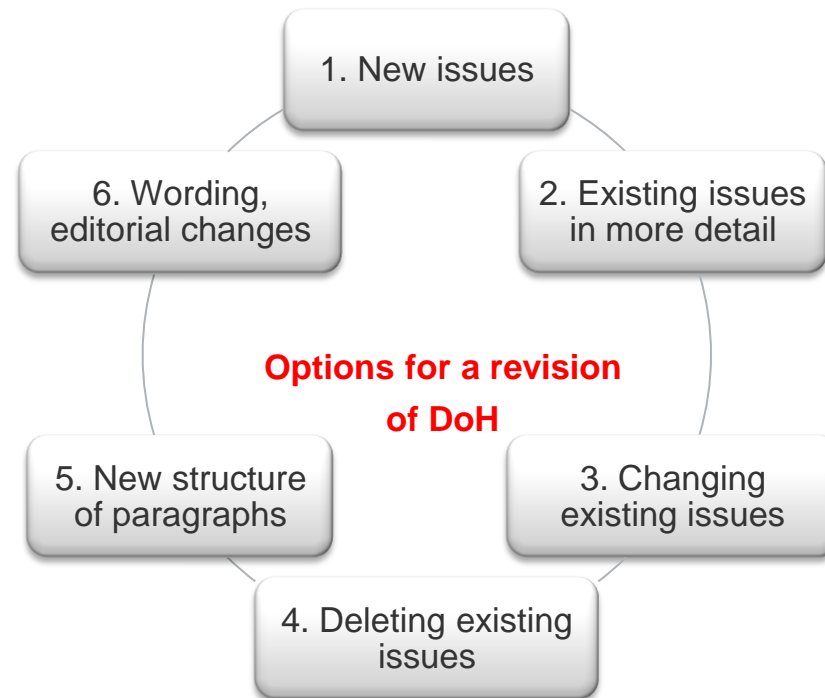 1. New issues
2. Existing issues
in more detail
3. Changing
existing issues
4. Deleting existing
issues
5. New structure
of paragraphs
6. Wording,
editorial changes
Options for a revision
of DoH